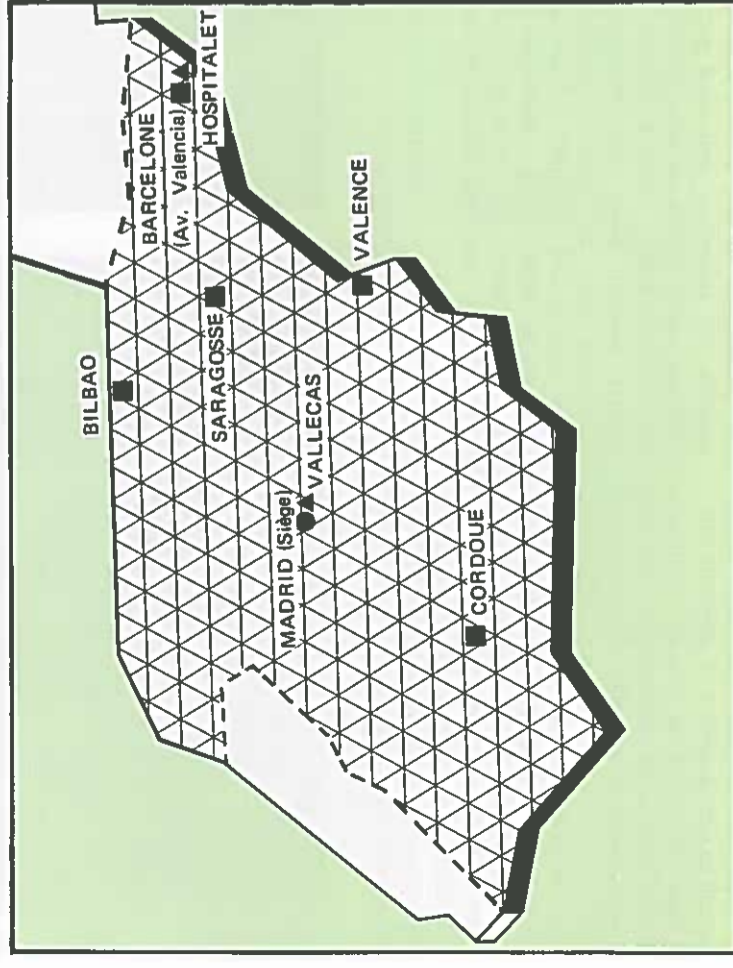 BILBAO
BARCELONE
(Av. Valencia)
HOSPITALET
SARAGOSSE
MADRID (Siège)
VALLECAS
VALENCE
CORDOUE